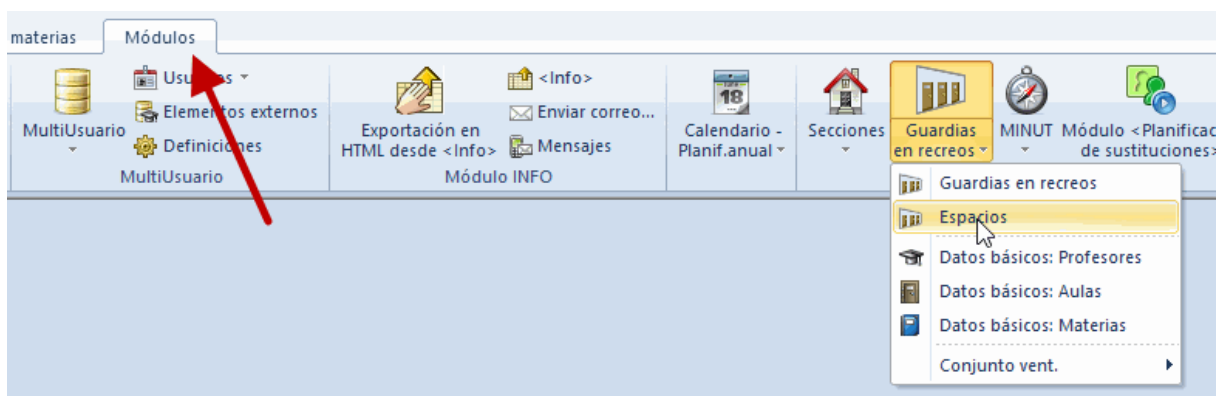 materias Módulos
MultiUsuario
Usuarios
Elementos externos
Definiciones
MultiUsuario
Exportación en
HTML desde <Info>
<Info>
Enviar correo...
Mensajes
Módulo INFO
18
Calendario -
Planif.anual
Secciones
Guardias
en recreos
MINUT
Módulo <Planificac
de sustituciones>
Guardias en recreos
Espacios
Datos básicos: Profesores
Datos básicos: Aulas
Datos básicos: Materias
Conjunto vent.